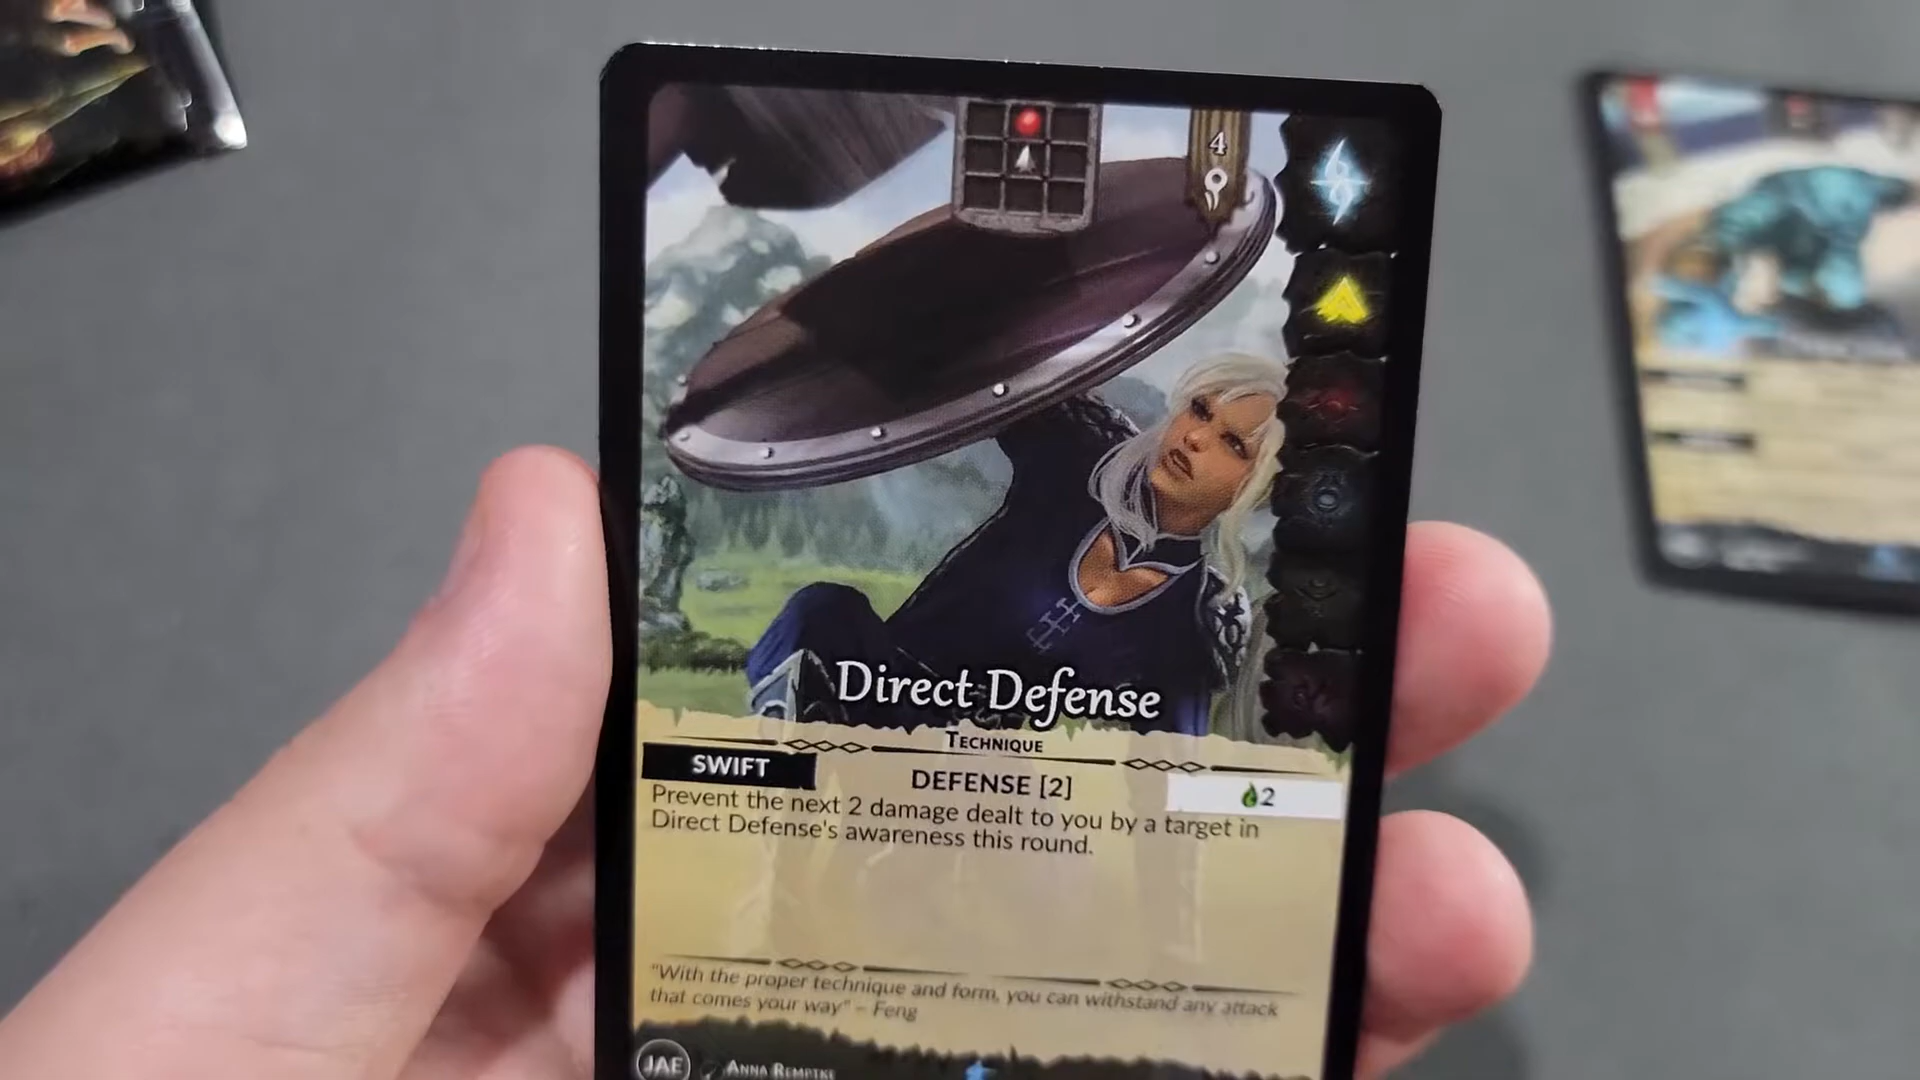 4
Direct Defense
TECHNIQUE
SWIFT
DEFENSE [2]
2
Prevent the next 2 damage dealt to you by a target in
Direct Defense's awareness this round.
"With the proper technique and form, you can withstand any attack
that comes your way" – Feng
JAE
ANNA REMPTKE